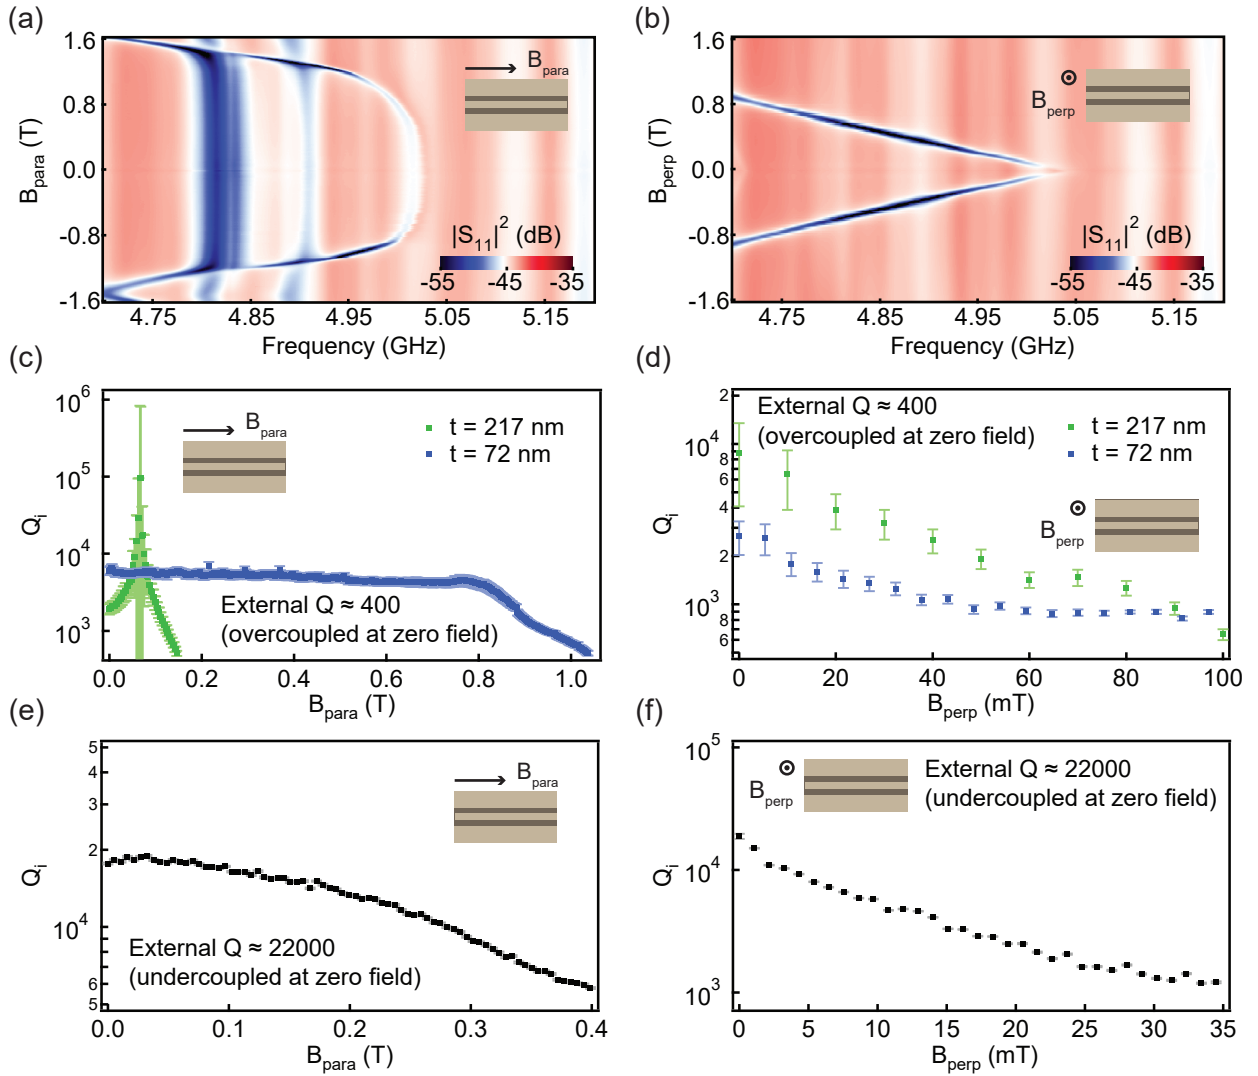 (a)
1.6
0.8
0.0
-0.8
-1.6
B_para (T)
B_para
|S_11|^2 (dB)
-55 -45 -35
4.75 4.85 4.95 5.05 5.15
Frequency (GHz)
(b)
1.6
0.8
0.0
-0.8
-1.6
B_perp (T)
B_perp
|S_11|^2 (dB)
-55 -45 -35
4.75 4.85 4.95 5.05 5.15
Frequency (GHz)
(c)
10^6
10^5
10^4
10^3
Q_i
B_para
t = 217 nm
t = 72 nm
External Q ≈ 400
(overcoupled at zero field)
0.0 0.2 0.4 0.6 0.8 1.0
B_para (T)
(d)
2
10^4
8
6
4
2
10^3
8
6
Q_i
External Q ≈ 400
(overcoupled at zero field)
t = 217 nm
t = 72 nm
B_perp
0 20 40 60 80 100
B_perp (mT)
(e)
5
4
3
2
10^4
8
6
5
Q_i
B_para
External Q ≈ 22000
(undercoupled at zero field)
0.0 0.1 0.2 0.3 0.4
B_para (T)
(f)
10^5
10^4
10^3
Q_i
B_perp
External Q ≈ 22000
(undercoupled at zero field)
0 5 10 15 20 25 30 35
B_perp (mT)